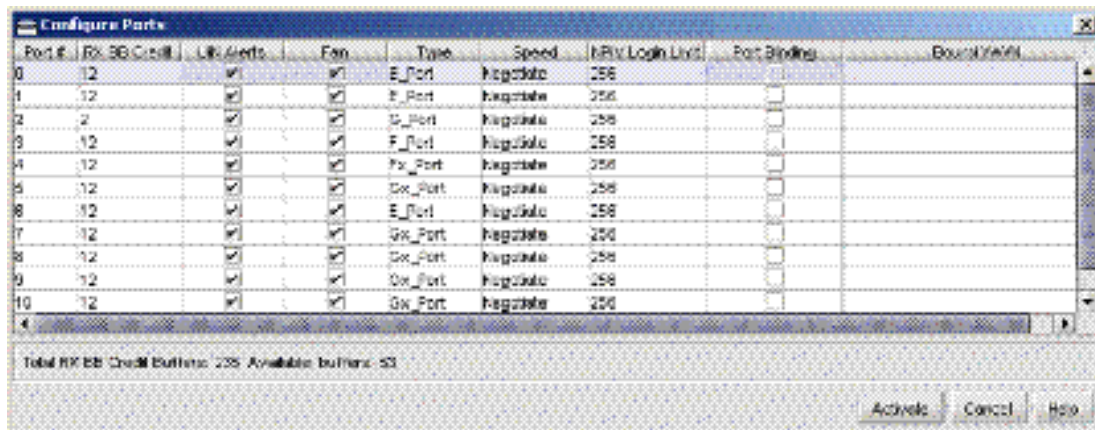 Configure Ports
Port # RX BB Credit LIN Alerts Fan Type Speed NPIV Login Limit Port Binding Bound WWN
0 12 E_Port Negotiate 256
1 12 Negotiate 256
2 2 G_Port Negotiate 256
3 12 F_Port Negotiate 256
4 12 Fx_Port Negotiate 256
5 12 Gx_Port Negotiate 256
6 12 E_Port Negotiate 256
7 12 Gx_Port Negotiate 256
8 12 Gx_Port Negotiate 256
9 12 Gx_Port Negotiate 256
10 12 Gx_Port Negotiate 256
Total RX BB Credit Buffers: Available buffers:
Activate Cancel Help